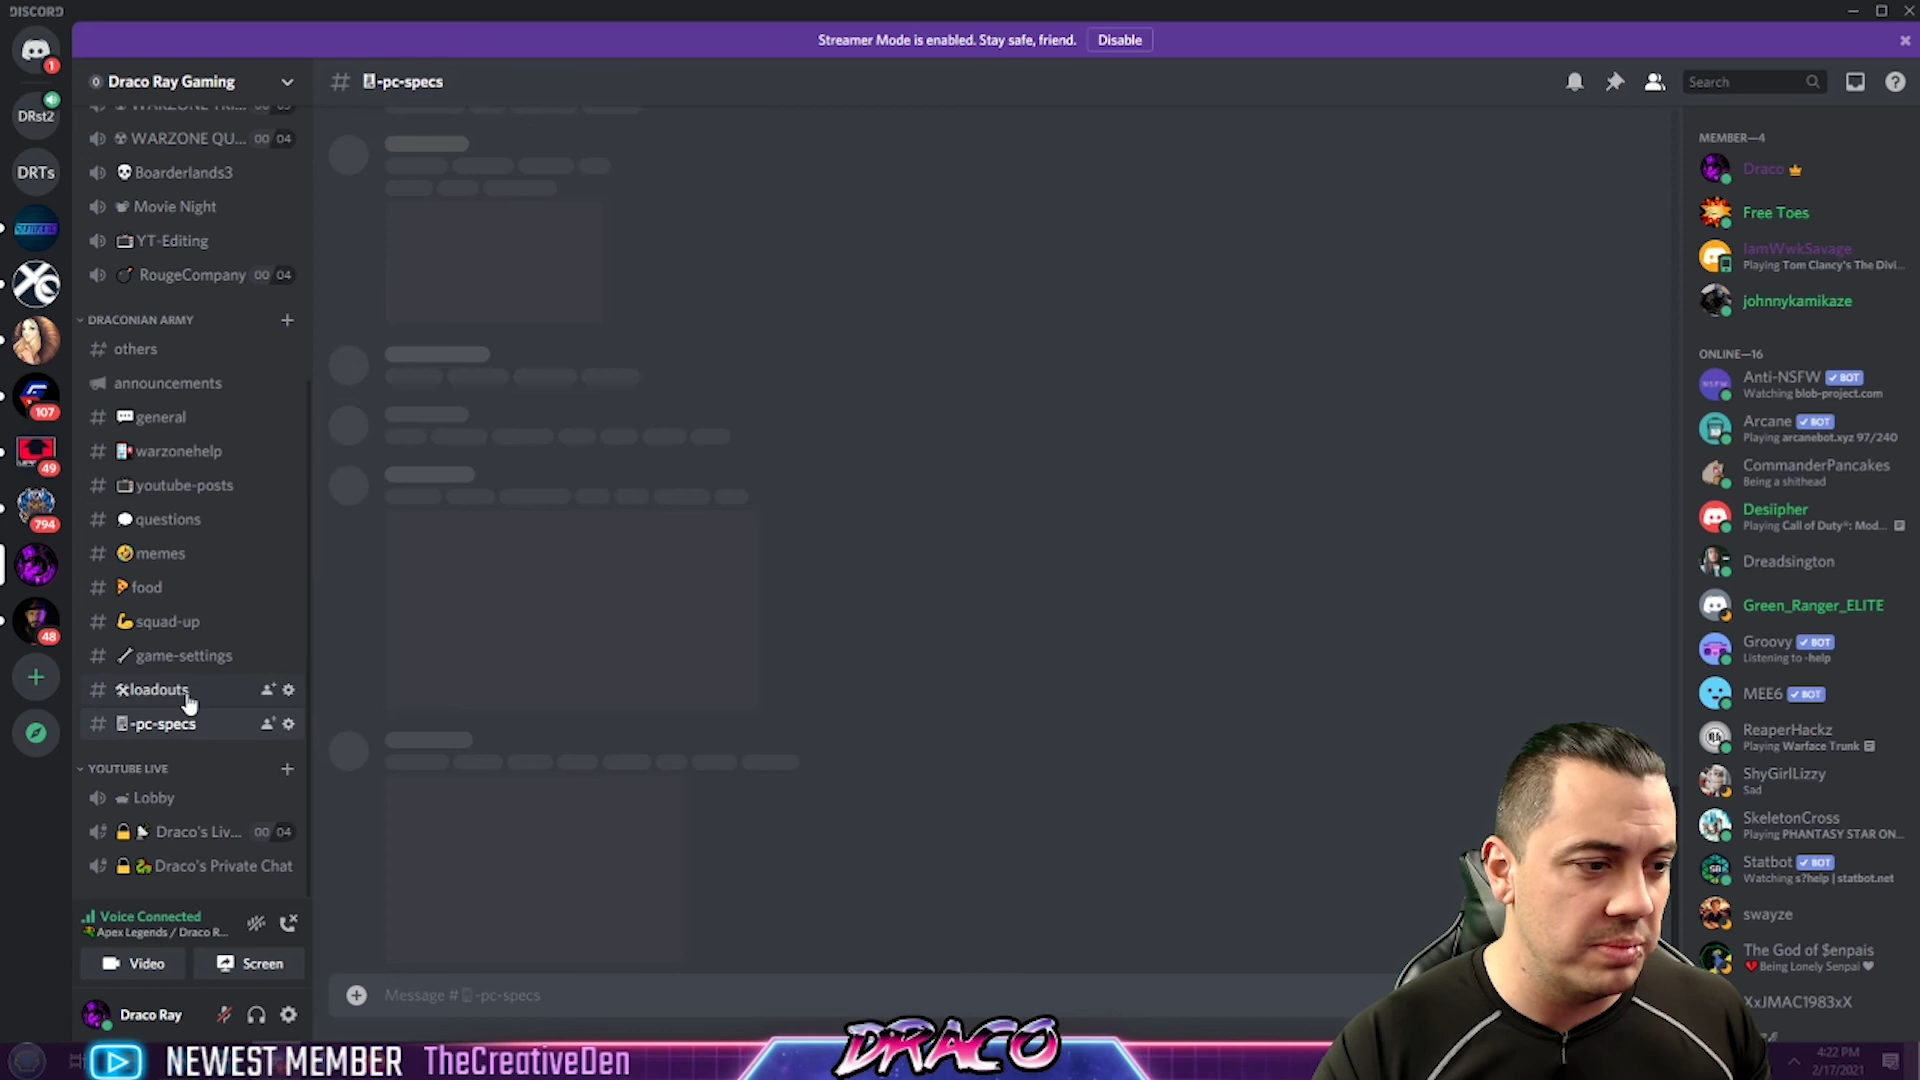 DISCORD
Streamer Mode is enabled. Stay safe, friend. Disable
1
Draco Ray Gaming
-pc-specs
Search
DRst2
DRTs
107
49
794
48
WARZONE QU... 00 04
Boarderlands3
Movie Night
YT-Editing
RougeCompany 00 04
DRACONIAN ARMY
others
announcements
general
warzonehelp
youtube-posts
questions
memes
food
squad-up
game-settings
loadouts
-pc-specs
YOUTUBE LIVE
Lobby
Draco's Liv... 00 04
Draco's Private Chat
Voice Connected
Apex Legends / Draco R...
Video
Screen
Draco Ray
Message # -pc-specs
MEMBER—4
Draco
Free Toes
IamWwkSavage
Playing Tom Clancy's The Divi...
johnnykamikaze
ONLINE—16
Anti-NSFW BOT
Watching blob-project.com
Arcane BOT
Playing arcanebot.xyz 97/240
CommanderPancakes
Being a shithead
Desiipher
Playing Call of Duty®: Mod...
Dreadsington
Green_Ranger_ELITE
Groovy BOT
Listening to -help
MEE6 BOT
ReaperHackz
Playing Warface Trunk
ShyGirlLizzy
Sad
SkeletonCross
Playing PHANTASY STAR ON...
Statbot BOT
Watching s?help | statbot.net
swayze
The God of $enpais
Being Lonely Senpai
XxJMAC1983xX
NEWEST MEMBER TheCreativeDen
DRACO
4:22 PM
2/17/2021